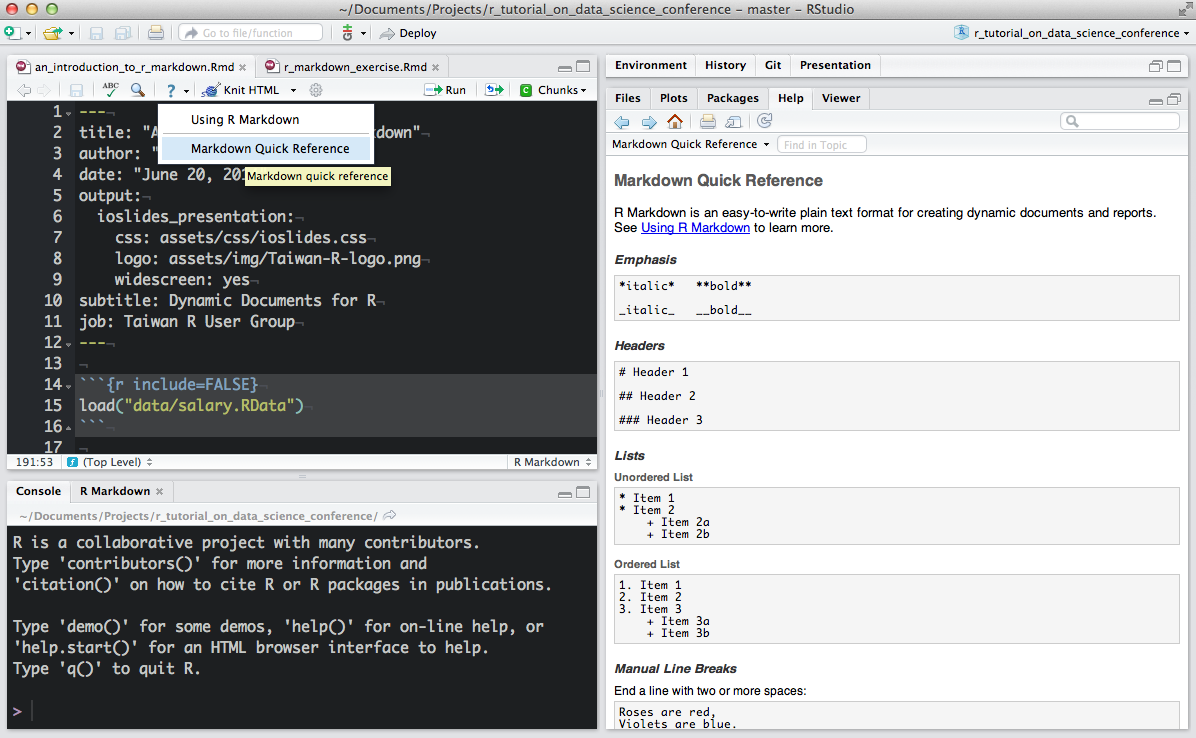 ~/Documents/Projects/r_tutorial_on_data_science_conference – master – RStudio
Go to file/function
Deploy
r_tutorial_on_data_science_conference
an_introduction_to_r_markdown.Rmd
r_markdown_exercise.Rmd
ABC
?
Knit HTML
Run
C Chunks
Using R Markdown
Markdown Quick Reference
Markdown quick reference
1 ---
2 title: "A down"
3 author: "
4 date: "June 20, 20
5 output:
6 ioslides_presentation:
7 css: assets/css/ioslides.css
8 logo: assets/img/Taiwan-R-logo.png
9 widescreen: yes
10 subtitle: Dynamic Documents for R
11 job: Taiwan R User Group
12 ---
13
14 ```{r include=FALSE}
15 load("data/salary.RData")
16 ```
17
191:53 (Top Level) R Markdown
Console R Markdown
~/Documents/Projects/r_tutorial_on_data_science_conference/
R is a collaborative project with many contributors.
Type 'contributors()' for more information and
'citation()' on how to cite R or R packages in publications.
Type 'demo()' for some demos, 'help()' for on-line help, or
'help.start()' for an HTML browser interface to help.
Type 'q()' to quit R.
>
Environment History Git Presentation
Files Plots Packages Help Viewer
Markdown Quick Reference Find in Topic
Markdown Quick Reference
R Markdown is an easy-to-write plain text format for creating dynamic documents and reports.
See Using R Markdown to learn more.
Emphasis
*italic* **bold**
_italic_ __bold__
Headers
# Header 1
## Header 2
### Header 3
Lists
Unordered List
* Item 1
* Item 2
+ Item 2a
+ Item 2b
Ordered List
1. Item 1
2. Item 2
3. Item 3
+ Item 3a
+ Item 3b
Manual Line Breaks
End a line with two or more spaces:
Roses are red,
Violets are blue.